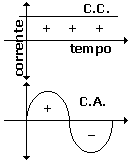 C.C.
+ + +
corrente
tempo
C.A.
+
−